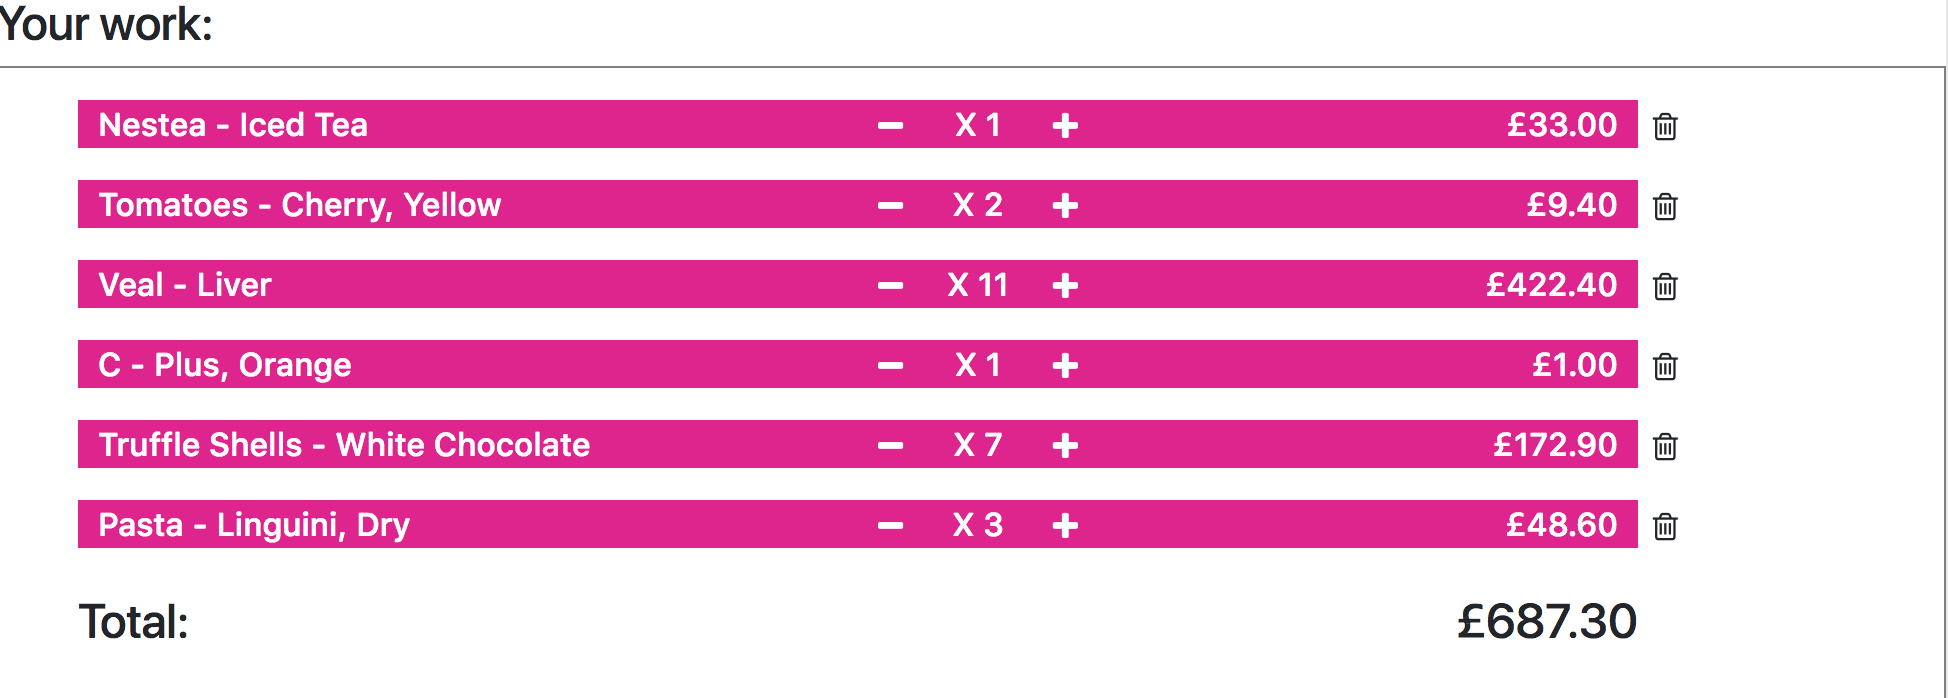 Your work:
Nestea - Iced Tea X 1 £33.00
Tomatoes - Cherry, Yellow X 2 £9.40
Veal - Liver X 11 £422.40
C - Plus, Orange X 1 £1.00
Truffle Shells - White Chocolate X 7 £172.90
Pasta - Linguini, Dry X 3 £48.60
Total: £687.30